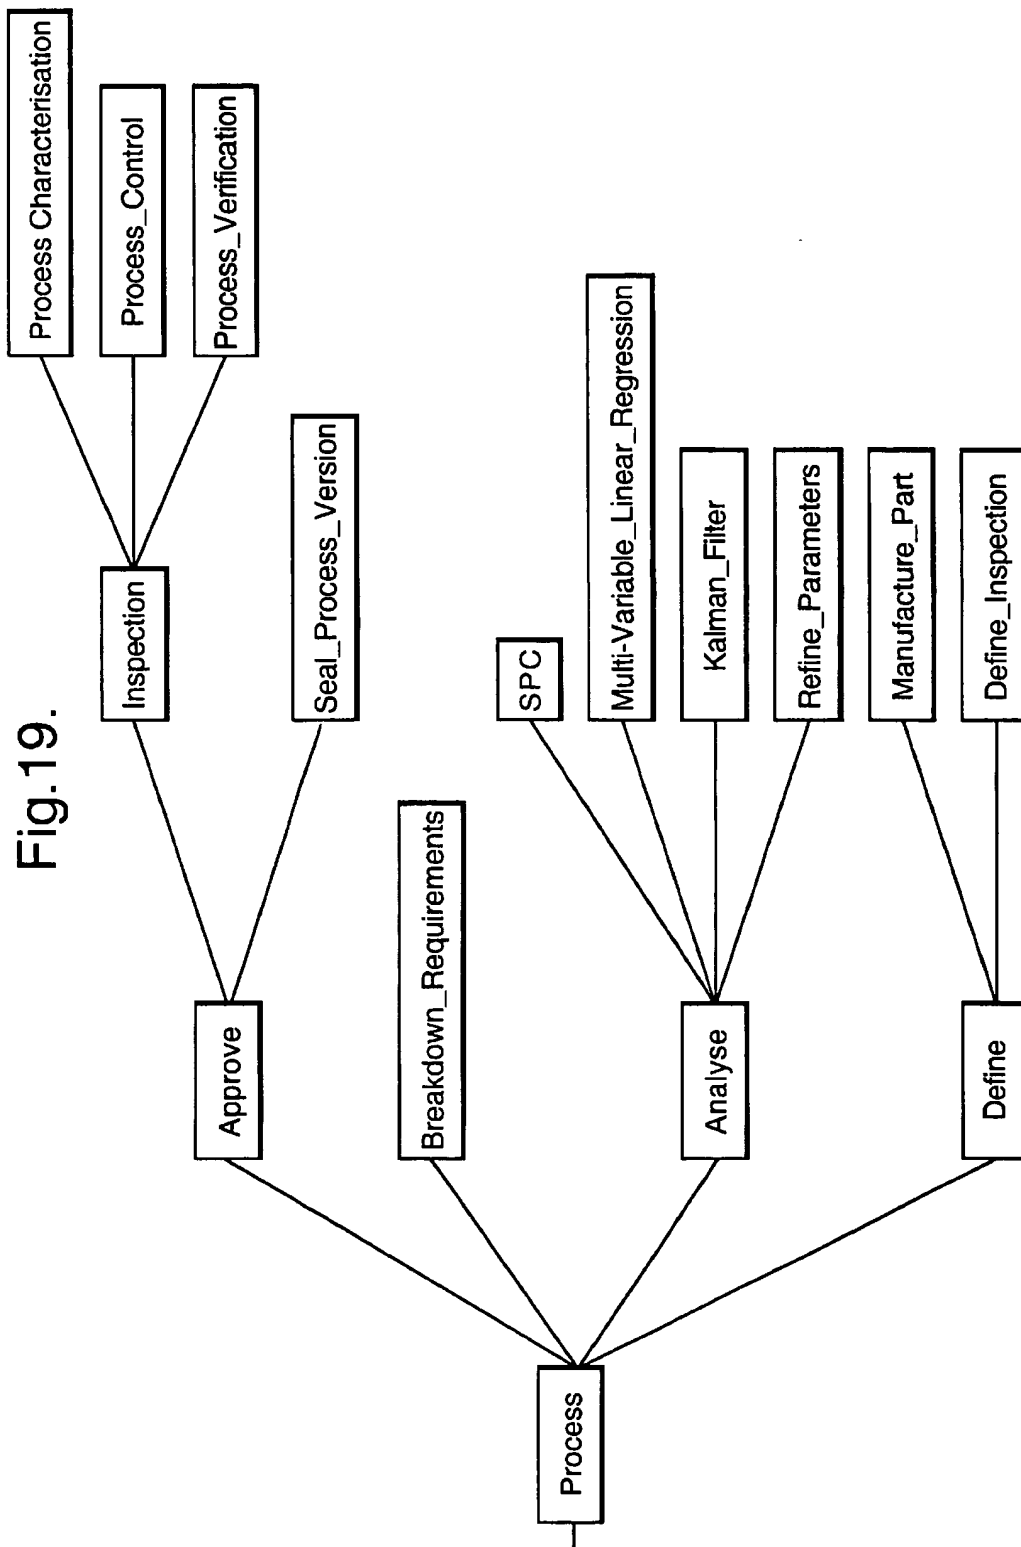 Fig.19.
Process
Approve
Inspection
Process Characterisation
Process_Control
Process_Verification
Seal_Process_Version
Breakdown_Requirements
Analyse
SPC
Multi-Variable_Linear_Regression
Kalman_Filter
Refine_Parameters
Define
Manufacture_Part
Define_Inspection